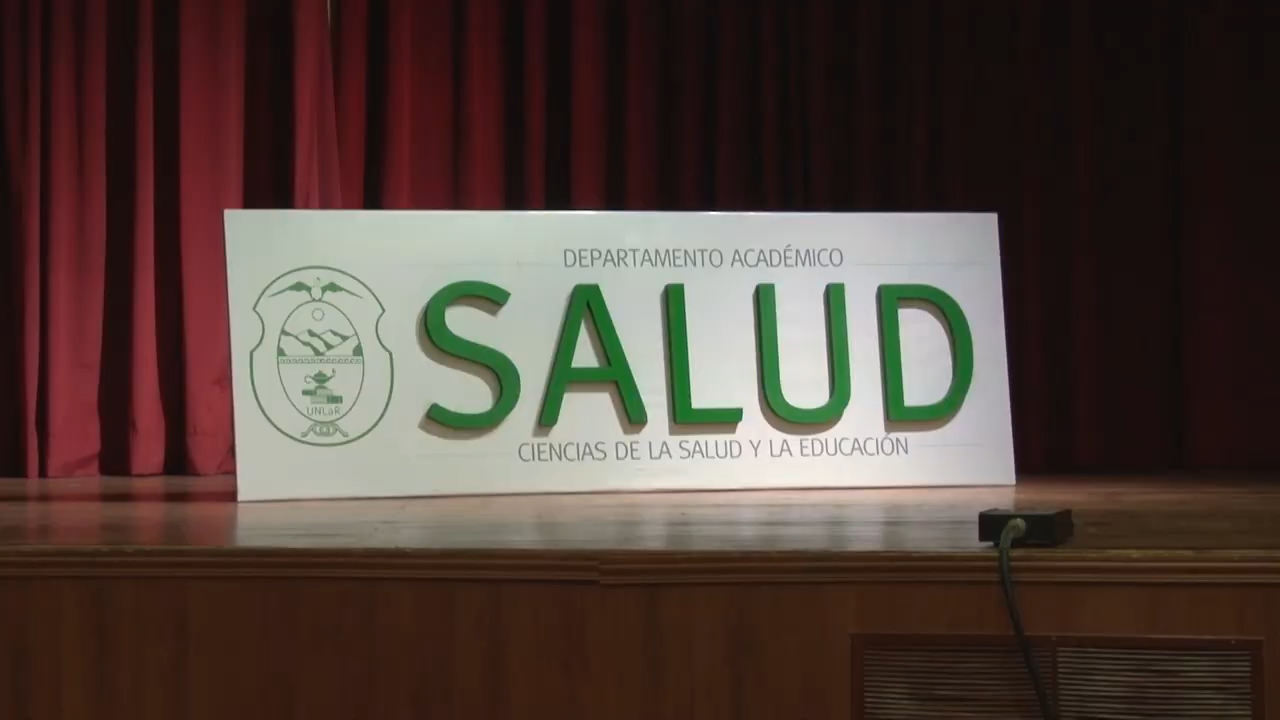 DEPARTAMENTO ACADÉMICO
SALUD
CIENCIAS DE LA SALUD Y LA EDUCACIÓN
UNLaR